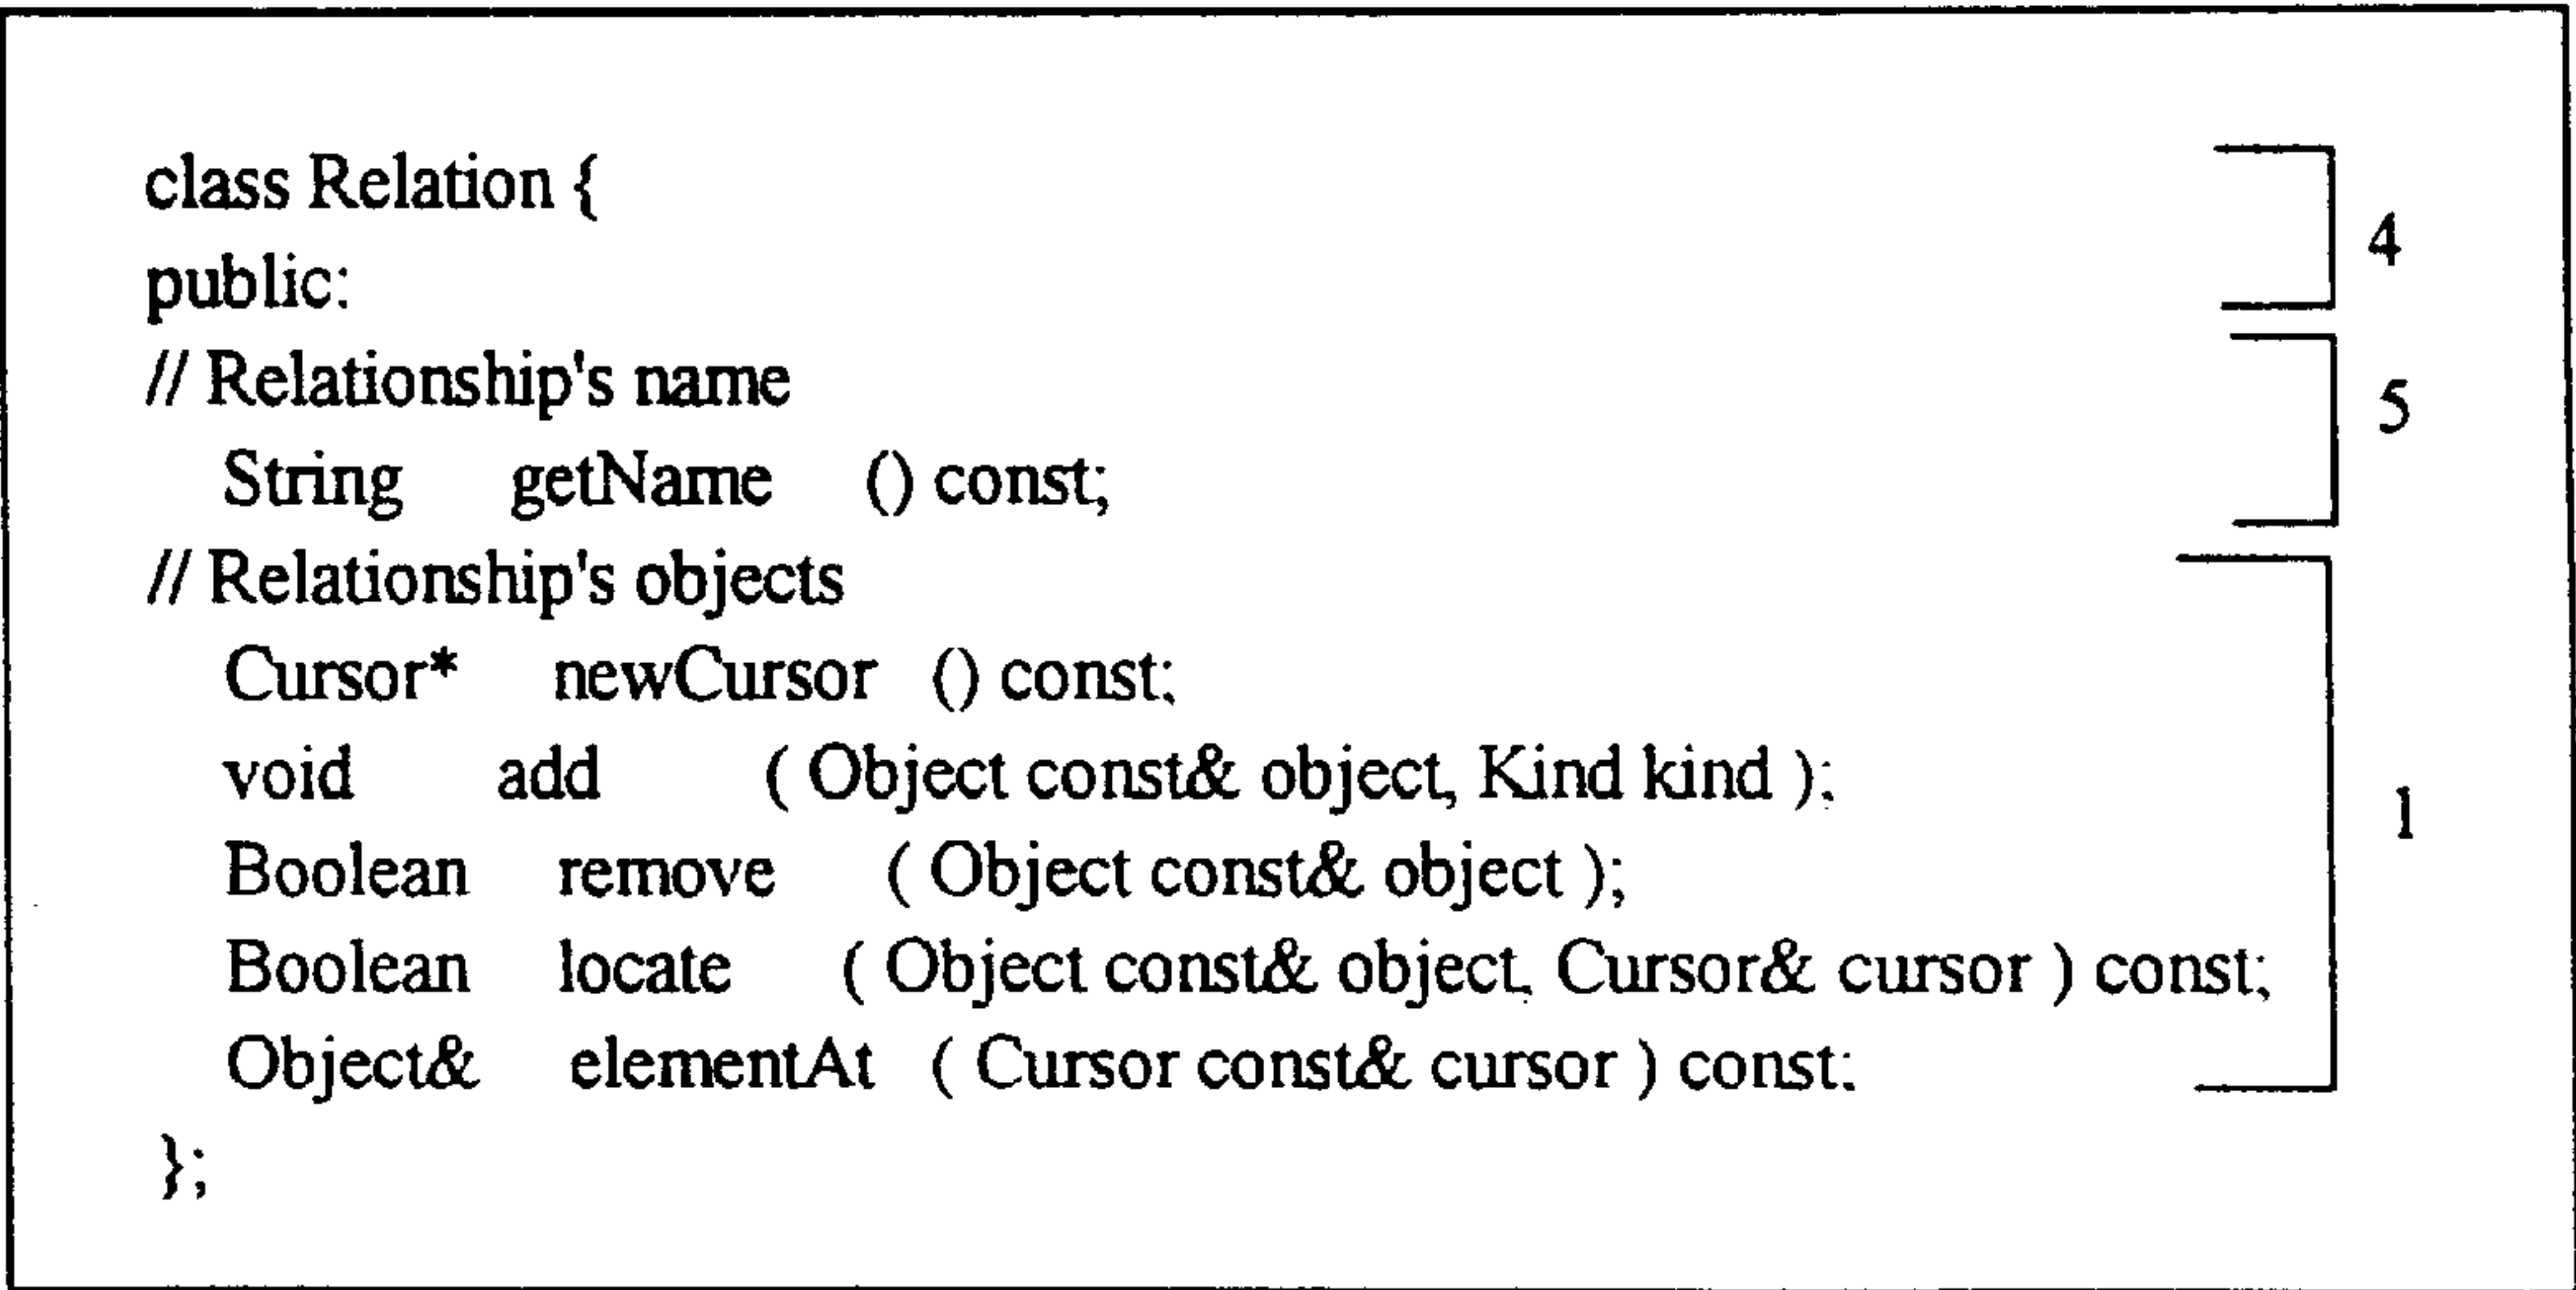 class Relation {
public:
4
// Relationship's name
5
String getName () const;
// Relationship's objects
Cursor* newCursor () const;
void add ( Object const& object, Kind kind );
1
Boolean remove ( Object const& object );
Boolean locate ( Object const& object, Cursor& cursor ) const;
Object& elementAt ( Cursor const& cursor ) const;
};